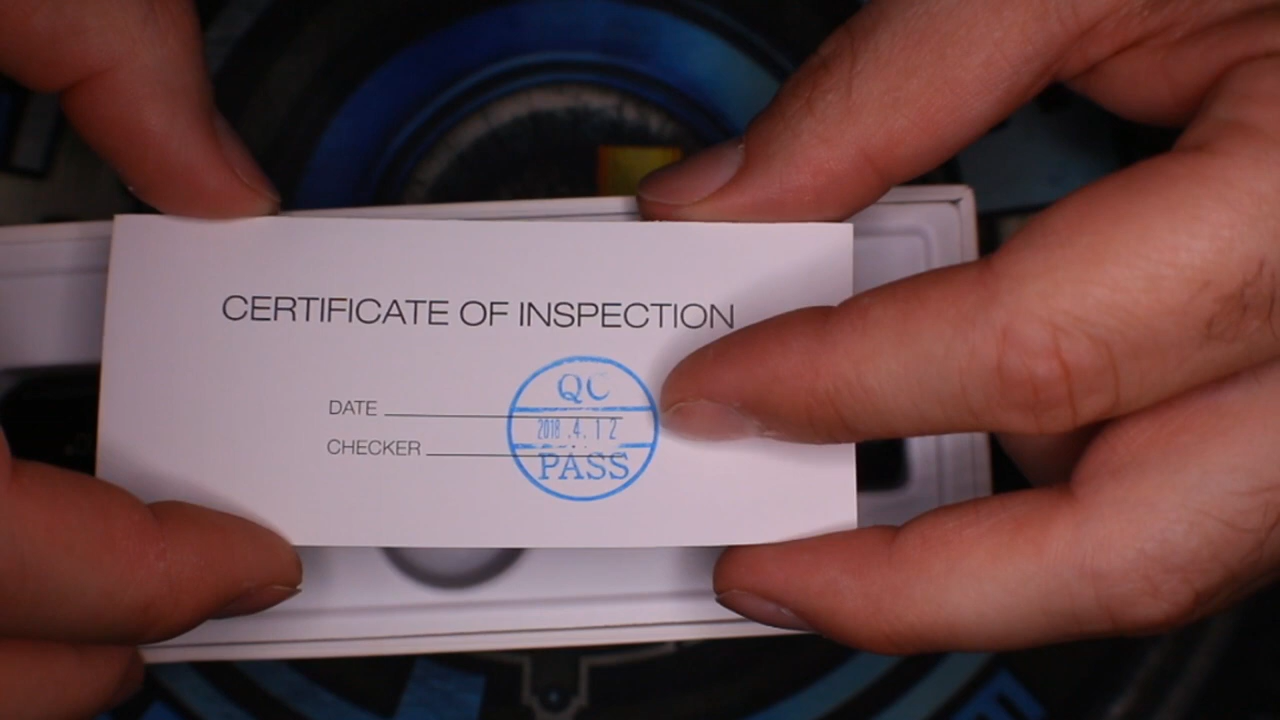 CERTIFICATE OF INSPECTION
DATE
CHECKER
QC
2018.4.12
PASS